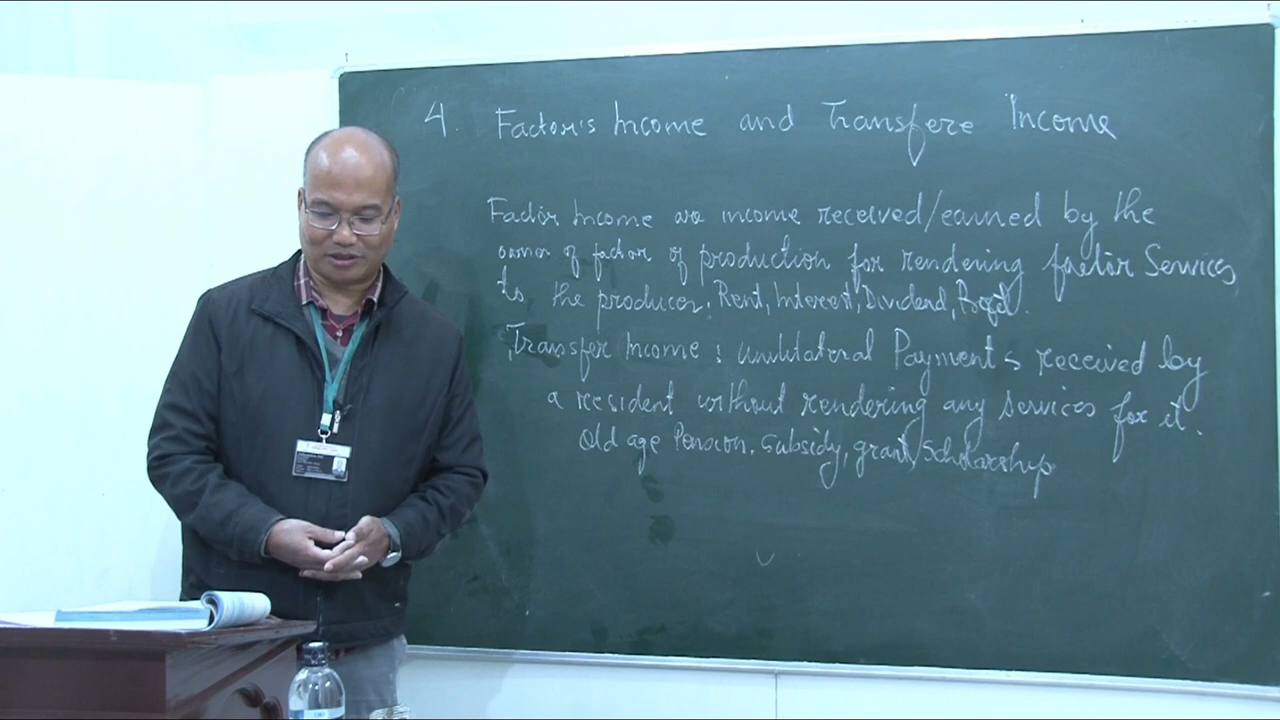 4. Factor's Income and Transfere Income
Factor Income are income received/earned by the
owner of factor of production for rendering factor Services
to the producer. Rent, Interest, Dividend,
Transfer Income : Unilateral Payments received by
a resident without rendering any services for it.
Old age Pension. Subsidy, grant, Scholarship